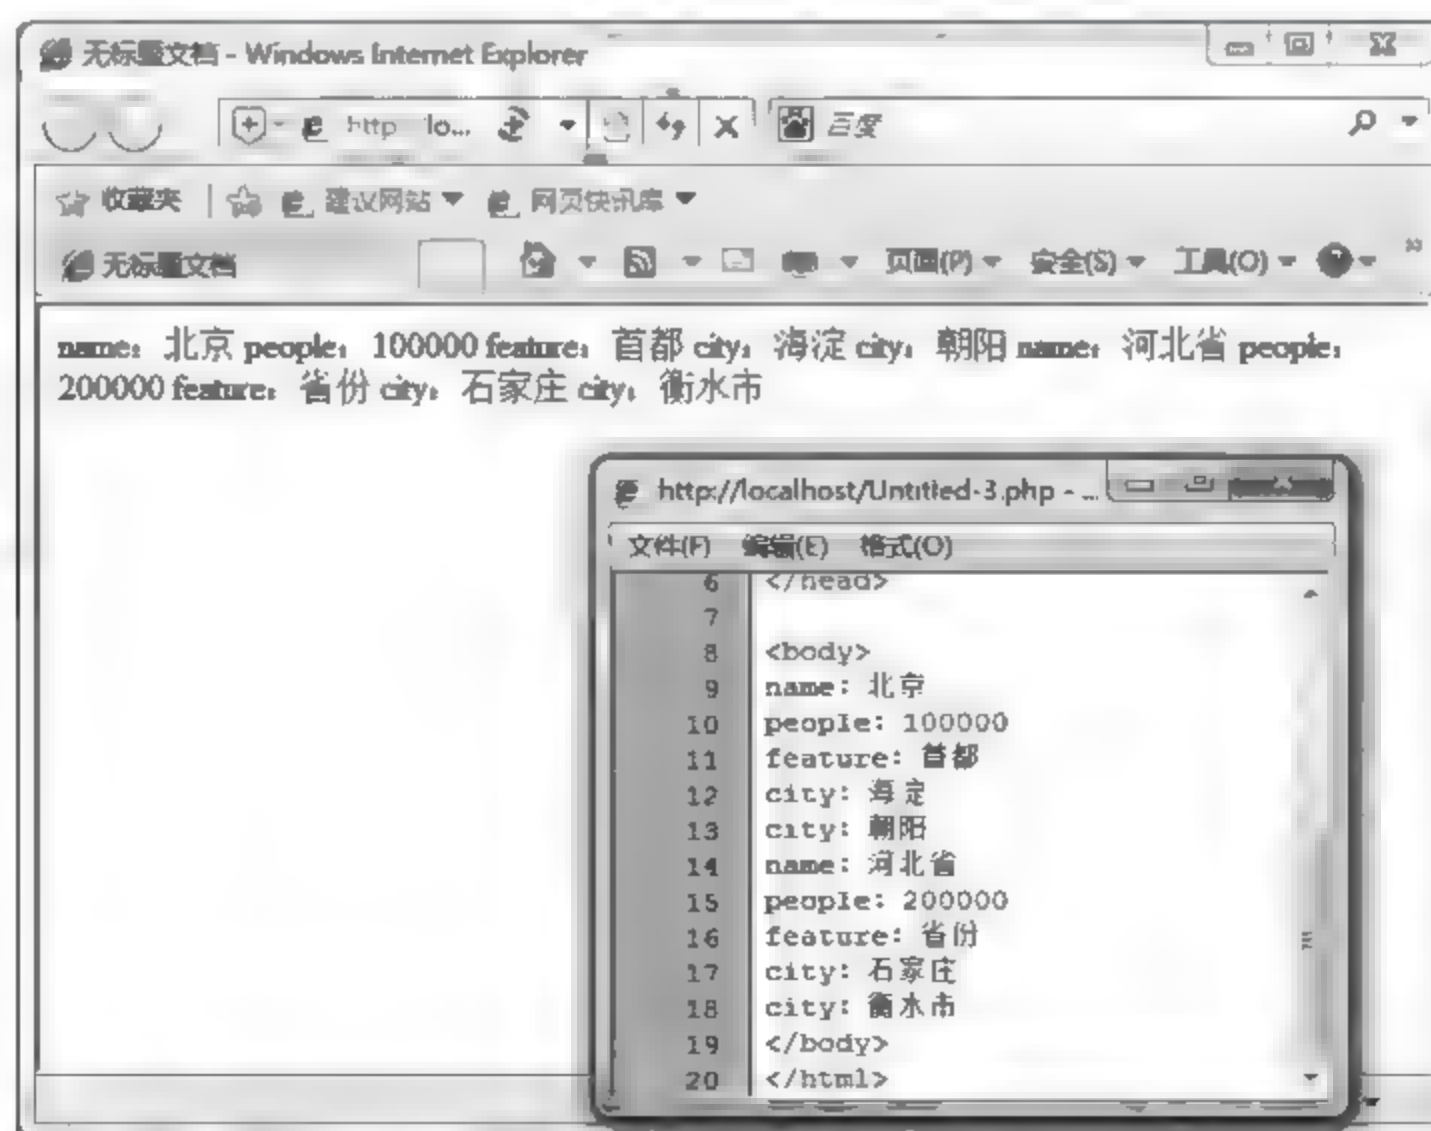 无标题文档 - Windows Internet Explorer
http lo... 百度
收藏夹 建议网站 网页快讯库
无标题文档 页面(P) 安全(S) 工具(O) »
name：北京 people：100000 feature：首都 city：海淀 city：朝阳 name：河北省 people：
200000 feature：省份 city：石家庄 city：衡水市
http://localhost/Untitled-3.php - ...
文件(F) 编辑(E) 格式(O)
6 </head>
7
8 <body>
9 name：北京
10 people：100000
11 feature：首都
12 city：海淀
13 city：朝阳
14 name：河北省
15 people：200000
16 feature：省份
17 city：石家庄
18 city：衡水市
19 </body>
20 </html>